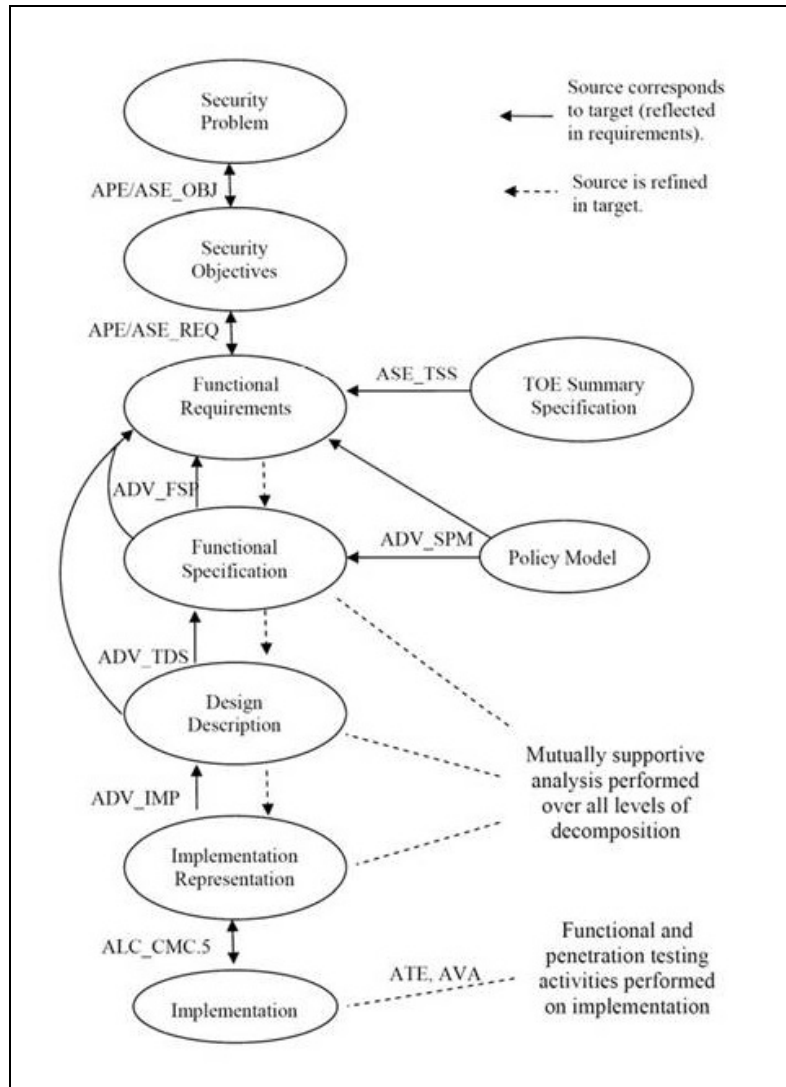 Security
Problem
Source corresponds
to target (reflected
in requirements).
APE/ASE_OBJ
Source is refined
in target.
Security
Objectives
APE/ASE_REQ
Functional
Requirements
ASE_TSS
TOE Summary
Specification
ADV_FSP
Functional
Specification
ADV_SPM
Policy Model
ADV_TDS
Design
Description
Mutually supportive
analysis performed
over all levels of
decomposition
ADV_IMP
Implementation
Representation
ALC_CMC.5
Functional and
penetration testing
activities performed
on implementation
ATE, AVA
Implementation